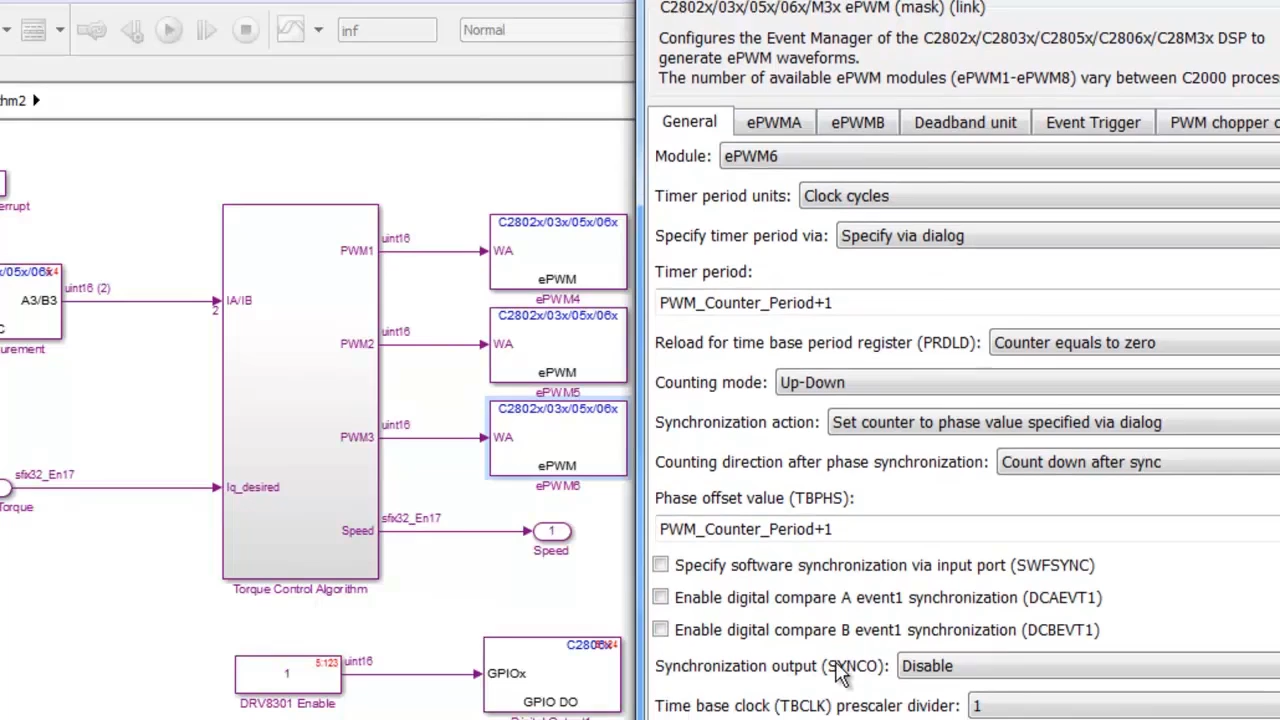 inf
Normal
hm2
errupt
x/05x/06x
A3/B3
C
urement
uint16 (2)
2
IA/IB
sfix32_En17
Torque
Iq_desired
PWM1
PWM2
PWM3
Speed
Torque Control Algorithm
uint16
C2802x/03x/05x/06x
WA
ePWM
ePWM4
uint16
C2802x/03x/05x/06x
WA
ePWM
ePWM5
uint16
C2802x/03x/05x/06x
WA
ePWM
ePWM6
sfix32_En17
1
Speed
1
5:123
DRV8301 Enable
uint16
GPIOx
GPIO DO
C2802x/03x/05x/06x/M3x ePWM (mask) (link)
Configures the Event Manager of the C2802x/C2803x/C2805x/C2806x/C28M3x DSP to
generate ePWM waveforms.
The number of available ePWM modules (ePWM1-ePWM8) vary between C2000 proces
General ePWMA ePWMB Deadband unit Event Trigger PWM chopper c
Module: ePWM6
Timer period units: Clock cycles
Specify timer period via: Specify via dialog
Timer period:
PWM_Counter_Period+1
Reload for time base period register (PRDLD): Counter equals to zero
Counting mode: Up-Down
Synchronization action: Set counter to phase value specified via dialog
Counting direction after phase synchronization: Count down after sync
Phase offset value (TBPHS):
PWM_Counter_Period+1
Specify software synchronization via input port (SWFSYNC)
Enable digital compare A event1 synchronization (DCAEVT1)
Enable digital compare B event1 synchronization (DCBEVT1)
Synchronization output (SYNCO): Disable
Time base clock (TBCLK) prescaler divider: 1